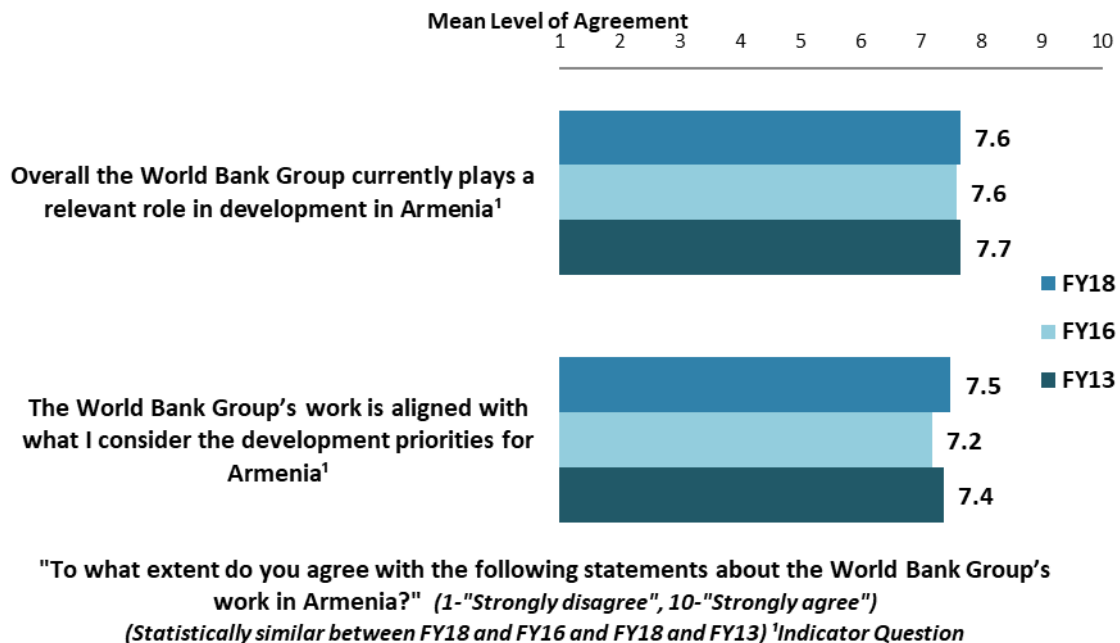 Mean Level of Agreement
1 2 3 4 5 6 7 8 9 10
Overall the World Bank Group currently plays a
relevant role in development in Armenia¹
7.6
7.6
7.7
FY18
FY16
FY13
The World Bank Group’s work is aligned with
what I consider the development priorities for
Armenia¹
7.5
7.2
7.4
"To what extent do you agree with the following statements about the World Bank Group’s
work in Armenia?" (1-"Strongly disagree", 10-"Strongly agree")
(Statistically similar between FY18 and FY16 and FY18 and FY13) ¹Indicator Question